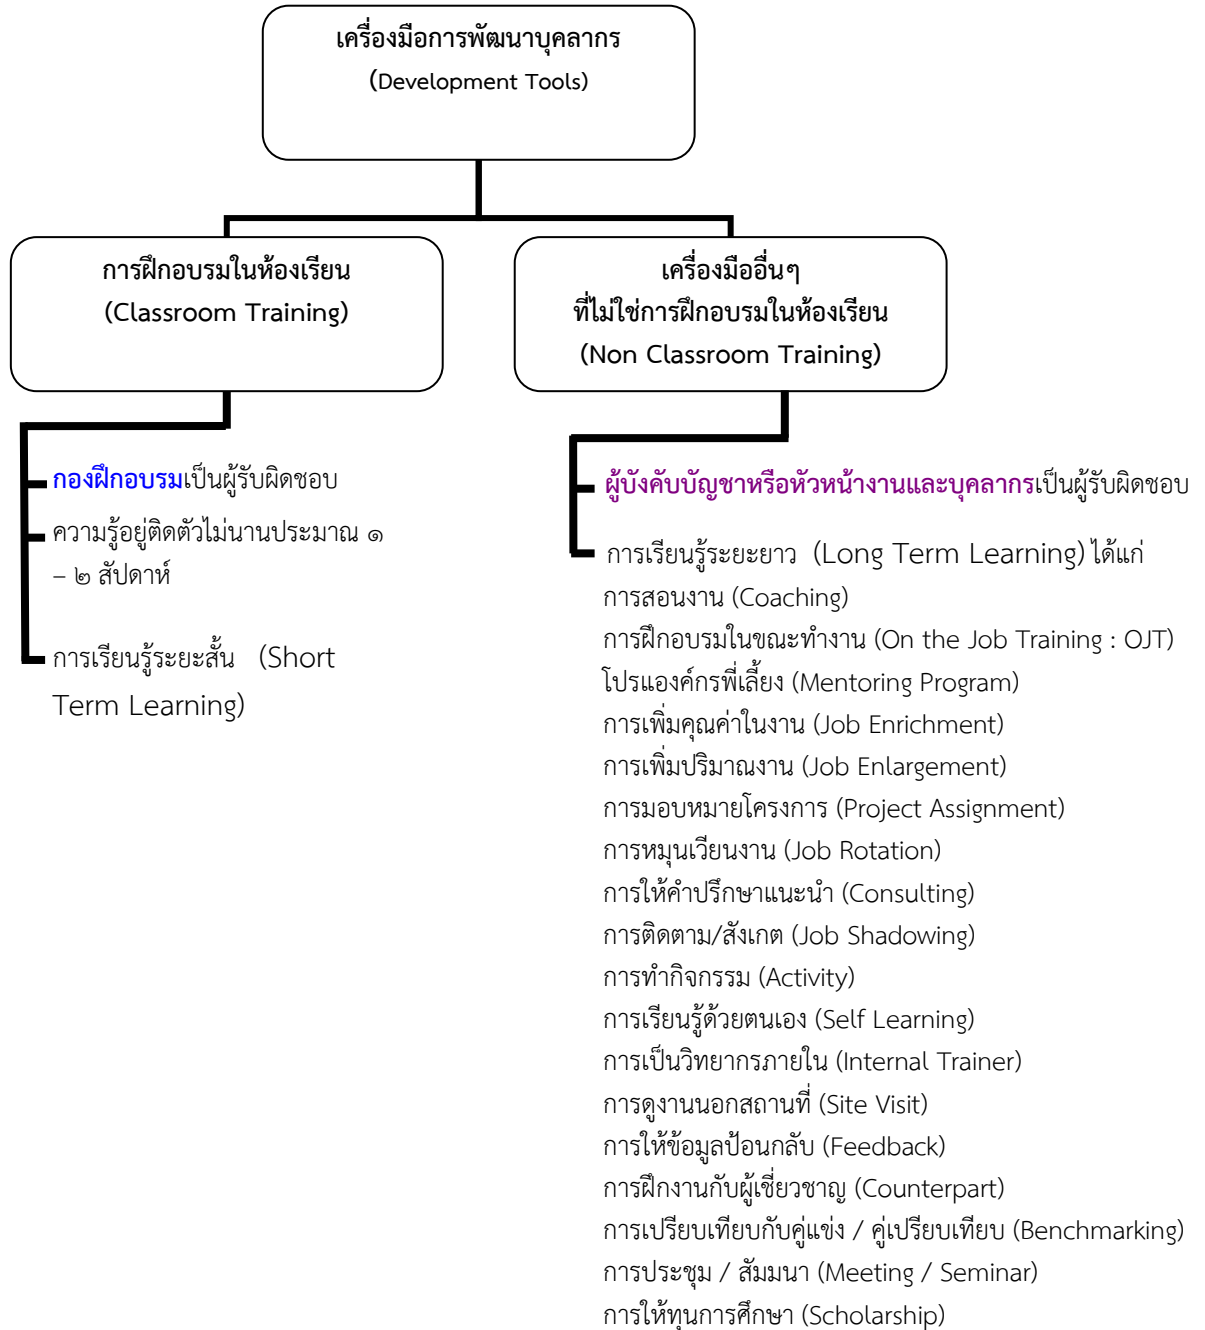 เครื่องมือการพัฒนาบุคลากร
(Development Tools)
การฝึกอบรมในห้องเรียน
(Classroom Training)
เครื่องมืออื่นๆ
ที่ไม่ใช่การฝึกอบรมในห้องเรียน
(Non Classroom Training)
กองฝึกอบรมเป็นผู้รับผิดชอบ
ความรู้อยู่ติดตัวไม่นานประมาณ ๑
– ๒ สัปดาห์
การเรียนรู้ระยะสั้น (Short
Term Learning)
ผู้บังคับบัญชาหรือหัวหน้างานและบุคลากรเป็นผู้รับผิดชอบ
การเรียนรู้ระยะยาว (Long Term Learning) ได้แก่
การสอนงาน (Coaching)
การฝึกอบรมในขณะทำงาน (On the Job Training : OJT)
โปรแองค์กรพี่เลี้ยง (Mentoring Program)
การเพิ่มคุณค่าในงาน (Job Enrichment)
การเพิ่มปริมาณงาน (Job Enlargement)
การมอบหมายโครงการ (Project Assignment)
การหมุนเวียนงาน (Job Rotation)
การให้คำปรึกษาแนะนำ (Consulting)
การติดตาม/สังเกต (Job Shadowing)
การทำกิจกรรม (Activity)
การเรียนรู้ด้วยตนเอง (Self Learning)
การเป็นวิทยากรภายใน (Internal Trainer)
การดูงานนอกสถานที่ (Site Visit)
การให้ข้อมูลป้อนกลับ (Feedback)
การฝึกงานกับผู้เชี่ยวชาญ (Counterpart)
การเปรียบเทียบกับคู่แข่ง / คู่เปรียบเทียบ (Benchmarking)
การประชุม / สัมมนา (Meeting / Seminar)
การให้ทุนการศึกษา (Scholarship)